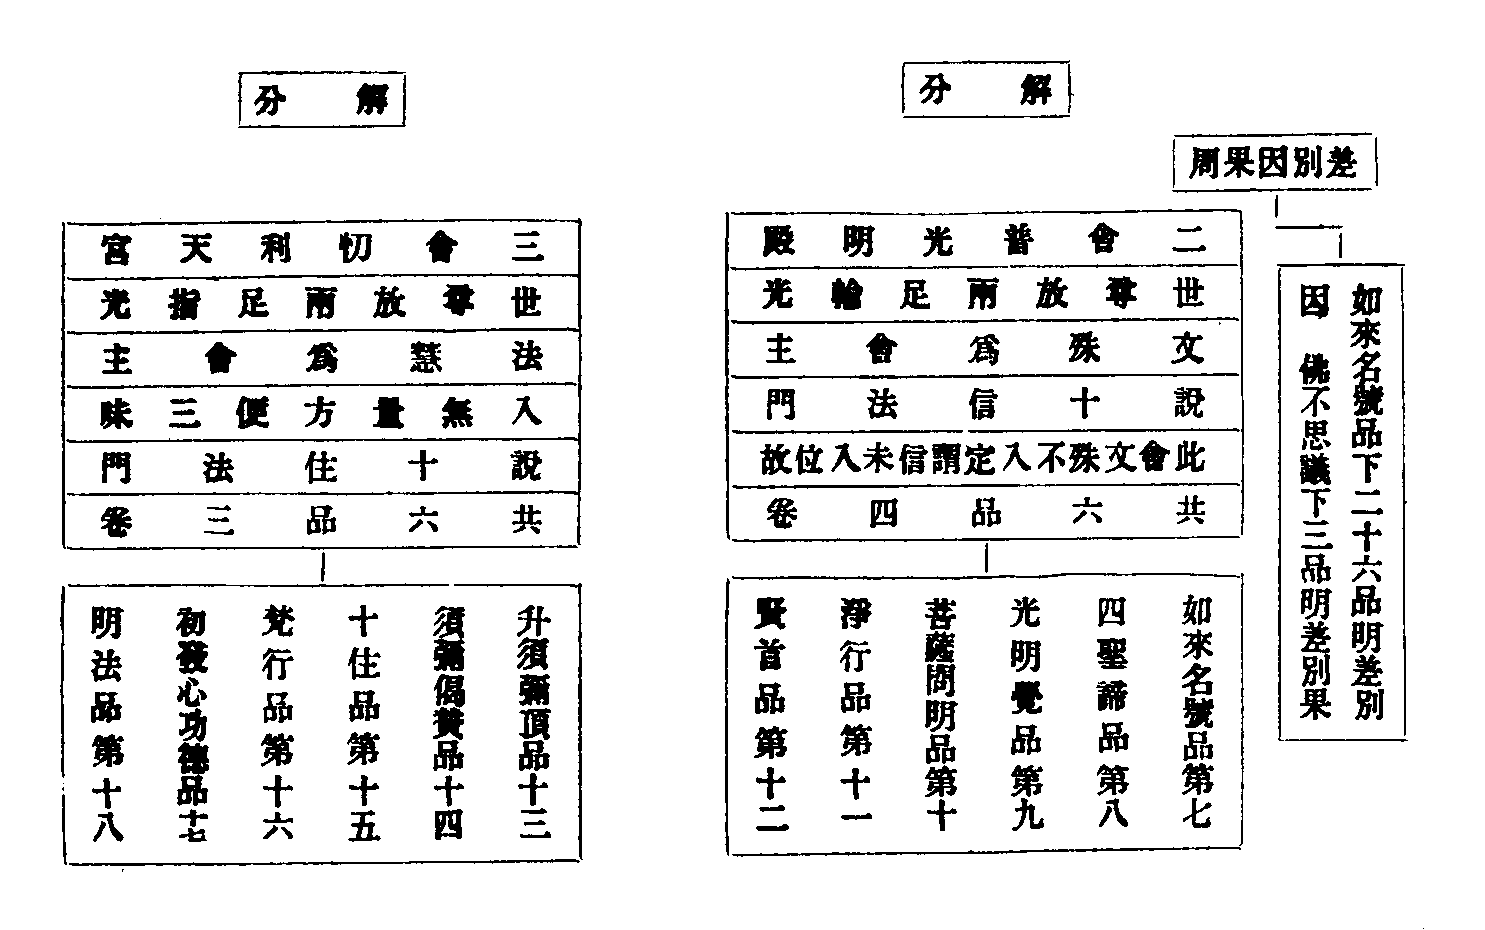 差別因果周
如來名號品下二十六品明差別
因 佛不思議下三品明差別果
解分
二會普光明殿
世尊放兩足輪光
文殊爲會主
說十信法門
此會文殊不入定謂信未入位故
共六品四卷
如來名號品第七
四聖諦品第八
光明覺品第九
菩薩問明品第十
淨行品第十一
賢首品第十二
解分
三會忉利天宮
世尊放兩足指光
法慧爲會主
入無量方便三昧
說十住法門
共六品三卷
升須彌頂品十三
須彌偈贊品十四
十住品第十五
梵行品第十六
初發心功德品十七
明法品第十八